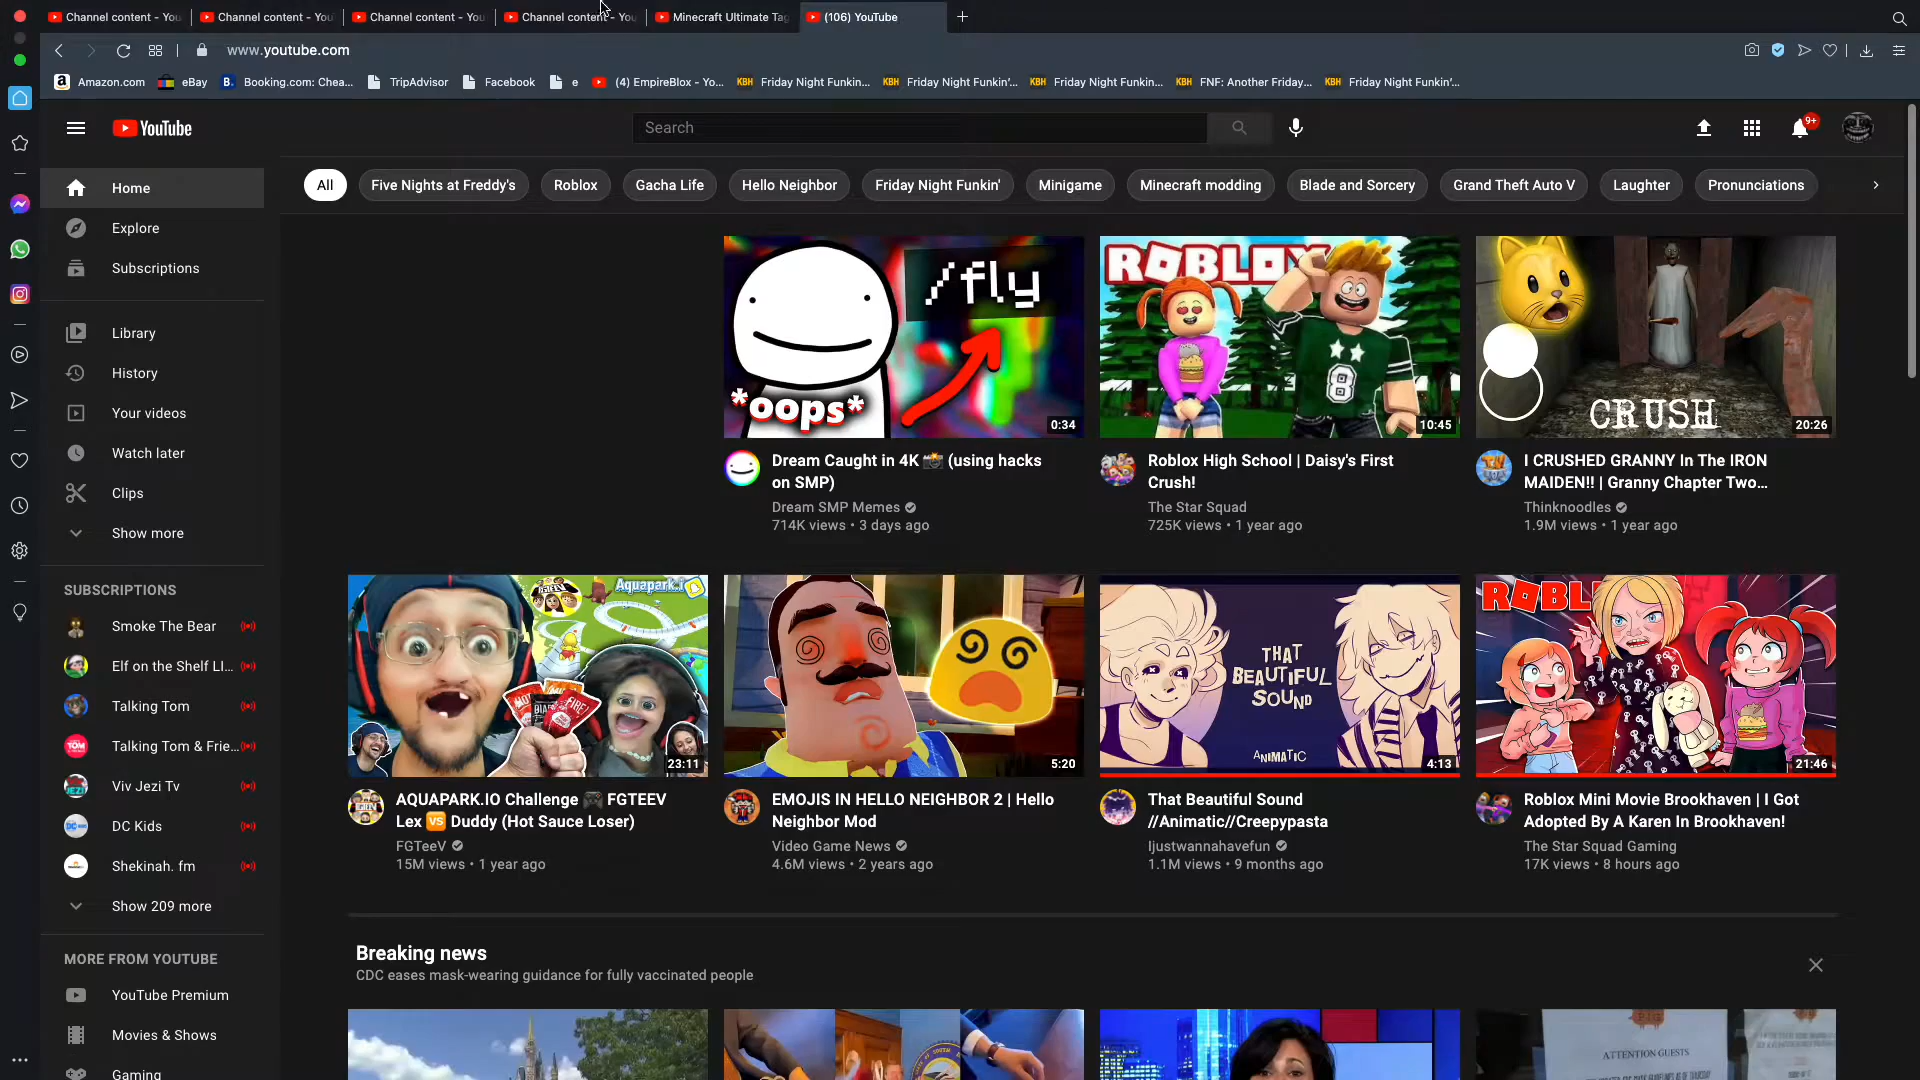 Channel content - You
Channel content - You
Channel content - You
Channel content - You
Minecraft Ultimate Tag
(106) YouTube
www.youtube.com
Amazon.com
eBay
Booking.com: Chea...
TripAdvisor
Facebook
e
(4) EmpireBlox - Yo...
KBH Friday Night Funkin...
KBH Friday Night Funkin'...
KBH Friday Night Funkin...
KBH FNF: Another Friday...
KBH Friday Night Funkin'...
YouTube
Search
9+
Home
Explore
Subscriptions
Library
History
Your videos
Watch later
Clips
Show more
SUBSCRIPTIONS
Smoke The Bear
Elf on the Shelf LI...
Talking Tom
Talking Tom & Frie...
Viv Jezi Tv
DC Kids
Shekinah. fm
Show 209 more
MORE FROM YOUTUBE
YouTube Premium
Movies & Shows
Gaming
All
Five Nights at Freddy's
Roblox
Gacha Life
Hello Neighbor
Friday Night Funkin'
Minigame
Minecraft modding
Blade and Sorcery
Grand Theft Auto V
Laughter
Pronunciations
/fly
*oops*
0:34
Dream Caught in 4K 📸 (using hacks
on SMP)
Dream SMP Memes
714K views • 3 days ago
ROBLOX
8
10:45
Roblox High School | Daisy's First
Crush!
The Star Squad
725K views • 1 year ago
CRUSH
20:26
I CRUSHED GRANNY In The IRON
MAIDEN!! | Granny Chapter Two...
Thinknoodles
1.9M views • 1 year ago
Aquapark.io
FIRE!
23:11
AQUAPARK.IO Challenge 🎮 FGTEEV
Lex 🆚 Duddy (Hot Sauce Loser)
FGTeeV
15M views • 1 year ago
5:20
EMOJIS IN HELLO NEIGHBOR 2 | Hello
Neighbor Mod
Video Game News
4.6M views • 2 years ago
THAT
BEAUTIFUL
SOUND
ANIMATIC
4:13
That Beautiful Sound
//Animatic//Creepypasta
Ijustwannahavefun
1.1M views • 9 months ago
ROBL
21:46
Roblox Mini Movie Brookhaven | I Got
Adopted By A Karen In Brookhaven!
The Star Squad Gaming
17K views • 8 hours ago
Breaking news
CDC eases mask-wearing guidance for fully vaccinated people
ATTENTION GUESTS